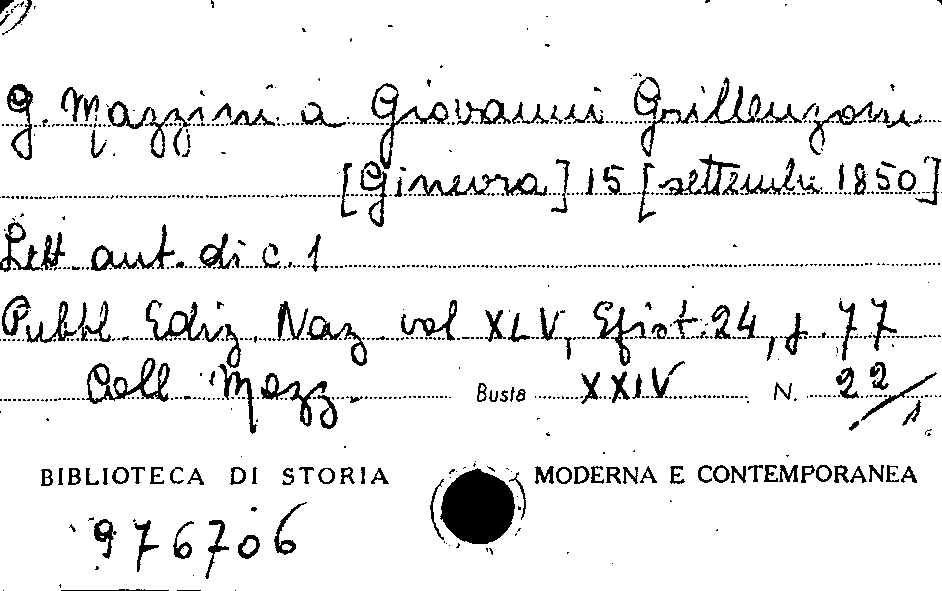 G. Mazzini a Giovanni Grillenzoni
[Ginevra] 15 [settembre 1850]
Lett. aut. di c. 1
Pubbl. Ediz. Naz. vol XLV, Epist. 24, p. 77
Coll. Mazz. Busta XXIV N. 22/1
BIBLIOTECA DI STORIA MODERNA E CONTEMPORANEA
976706